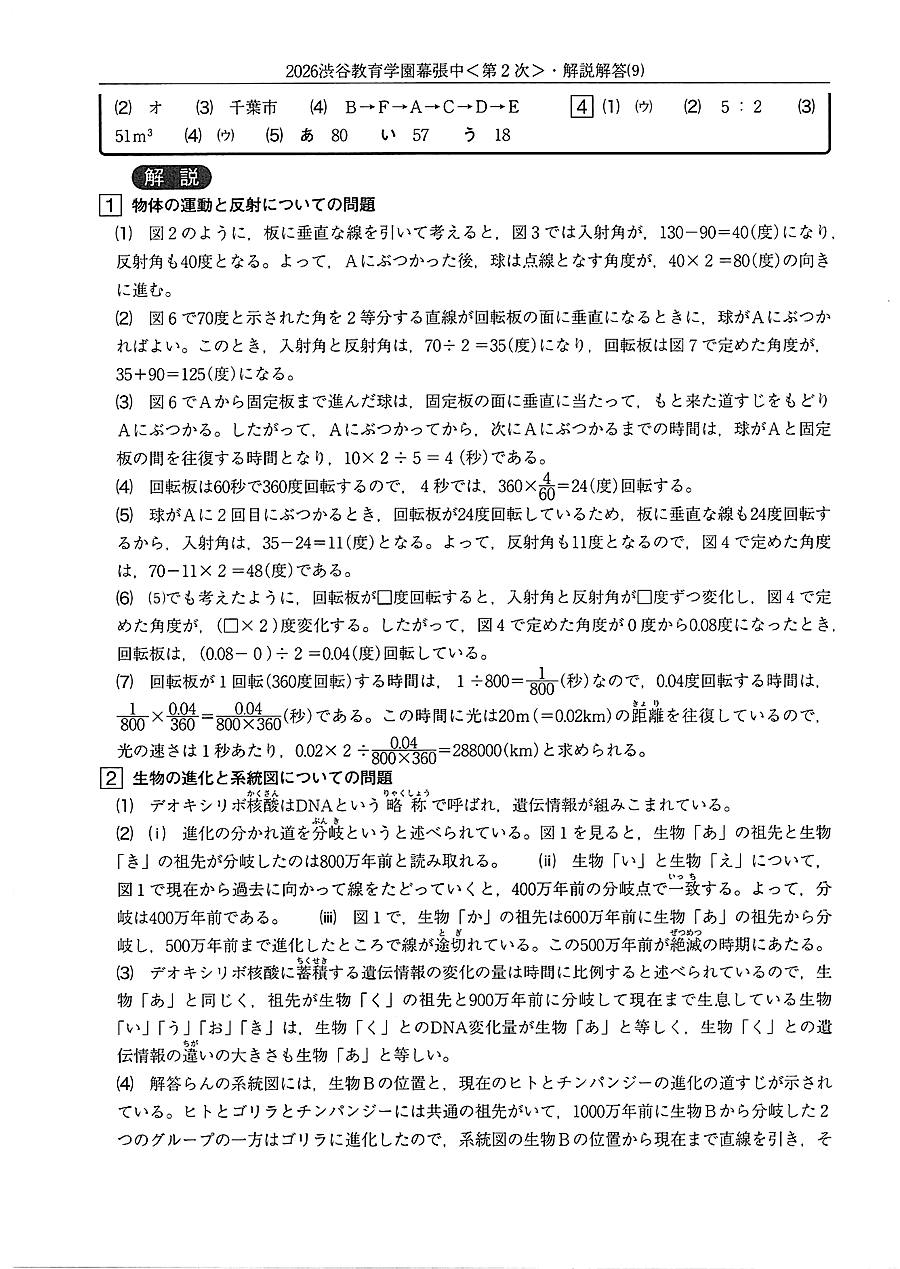 2026渋谷教育学園幕張中<第2次>・解説解答(9)
(2) オ (3) 千葉市 (4) B→F→A→C→D→E 4 (1) (ウ) (2) 5:2 (3)
51m³ (4) (ウ) (5) あ 80 い 57 う 18
解説
1 物体の運動と反射についての問題
(1) 図2のように，板に垂直な線を引いて考えると，図3では入射角が，130−90=40(度)になり，
反射角も40度となる。よって，Aにぶつかった後，球は点線となす角度が，40×2=80(度)の向き
に進む。
(2) 図6で70度と示された角を2等分する直線が回転板の面に垂直になるときに，球がAにぶつか
ればよい。このとき，入射角と反射角は，70÷2=35(度)になり，回転板は図7で定めた角度が，
35+90=125(度)になる。
(3) 図6でAから固定板まで進んだ球は，固定板の面に垂直に当たって，もと来た道すじをもどり
Aにぶつかる。したがって，Aにぶつかってから，次にAにぶつかるまでの時間は，球がAと固定
板の間を往復する時間となり，10×2÷5=4(秒)である。
(4) 回転板は60秒で360度回転するので，4秒では，360×4/60=24(度)回転する。
(5) 球がAに2回目にぶつかるとき，回転板が24度回転しているため，板に垂直な線も24度回転す
るから，入射角は，35−24=11(度)となる。よって，反射角も11度となるので，図4で定めた角度
は，70−11×2=48(度)である。
(6) (5)でも考えたように，回転板が□度回転すると，入射角と反射角が□度ずつ変化し，図4で定
めた角度が，(□×2)度変化する。したがって，図4で定めた角度が0度から0.08度になったとき，
回転板は，(0.08−0)÷2=0.04(度)回転している。
(7) 回転板が1回転(360度回転)する時間は，1÷800=1/800(秒)なので，0.04度回転する時間は，
1/800×0.04/360=0.04/800×360(秒)である。この時間に光は20m(=0.02km)の距離(きょり)を往復しているので，
光の速さは1秒あたり，0.02×2÷0.04/800×360=288000(km)と求められる。
2 生物の進化と系統図についての問題
(1) デオキシリボ核酸(かくさん)はDNAという略称(りゃくしょう)で呼ばれ，遺伝情報が組みこまれている。
(2) (i) 進化の分かれ道を分岐(ぶんき)というと述べられている。図1を見ると，生物「あ」の祖先と生物
「き」の祖先が分岐したのは800万年前と読み取れる。 (ii) 生物「い」と生物「え」について，
図1で現在から過去に向かって線をたどっていくと，400万年前の分岐点で一致(いっち)する。よって，分
岐は400万年前である。 (iii) 図1で，生物「か」の祖先は600万年前に生物「あ」の祖先から分
岐し，500万年前まで進化したところで線が途切(とぎ)れている。この500万年前が絶滅(ぜつめつ)の時期にあたる。
(3) デオキシリボ核酸に蓄積(ちくせき)する遺伝情報の変化の量は時間に比例すると述べられているので，生
物「あ」と同じく，祖先が生物「く」の祖先と900万年前に分岐して現在まで生息している生物
「い」「う」「お」「き」は，生物「く」とのDNA変化量が生物「あ」と等しく，生物「く」との遺
伝情報の違(ちが)いの大きさも生物「あ」と等しい。
(4) 解答らんの系統図には，生物Bの位置と，現在のヒトとチンパンジーの進化の道すじが示され
ている。ヒトとゴリラとチンパンジーには共通の祖先がいて，1000万年前に生物Bから分岐した2
つのグループの一方はゴリラに進化したので，系統図の生物Bの位置から現在まで直線を引き，そ